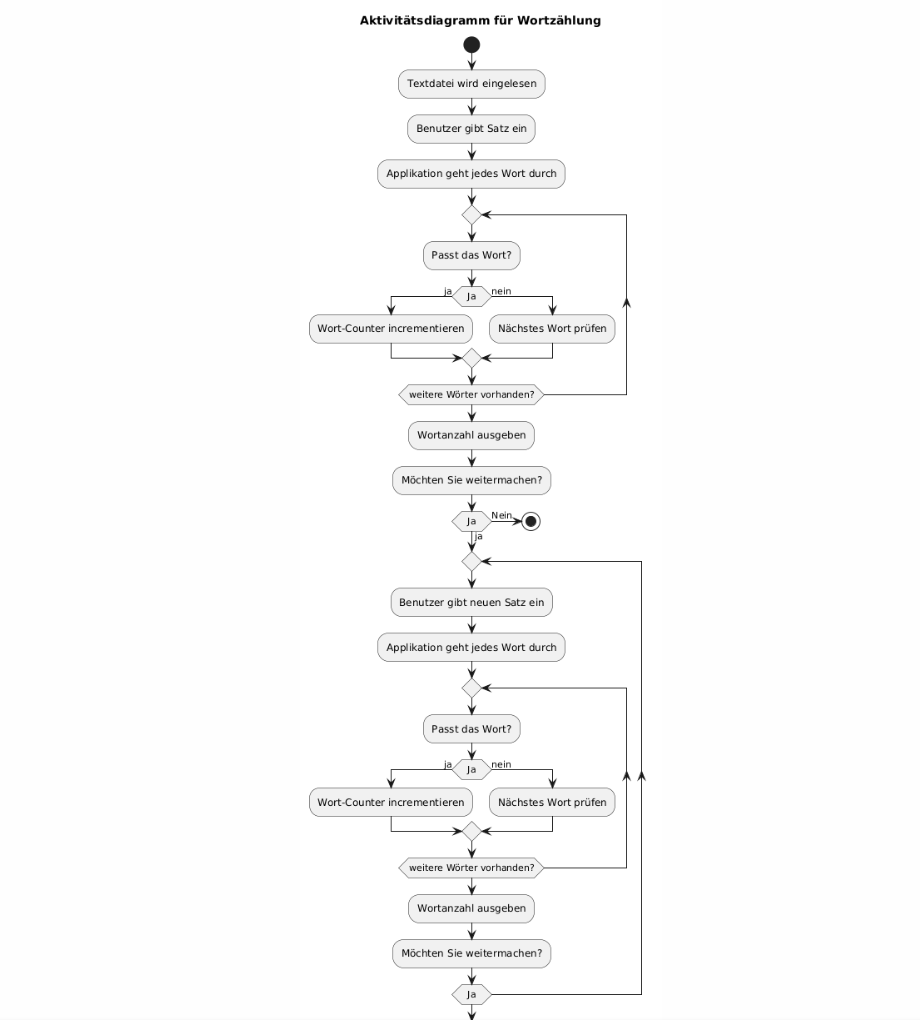 Aktivitätsdiagramm für Wortzählung
Textdatei wird eingelesen
Benutzer gibt Satz ein
Applikation geht jedes Wort durch
Passt das Wort?
ja
Ja
nein
Wort-Counter incrementieren
Nächstes Wort prüfen
weitere Wörter vorhanden?
Wortanzahl ausgeben
Möchten Sie weitermachen?
Ja
Nein
ja
Benutzer gibt neuen Satz ein
Applikation geht jedes Wort durch
Passt das Wort?
ja
Ja
nein
Wort-Counter incrementieren
Nächstes Wort prüfen
weitere Wörter vorhanden?
Wortanzahl ausgeben
Möchten Sie weitermachen?
Ja